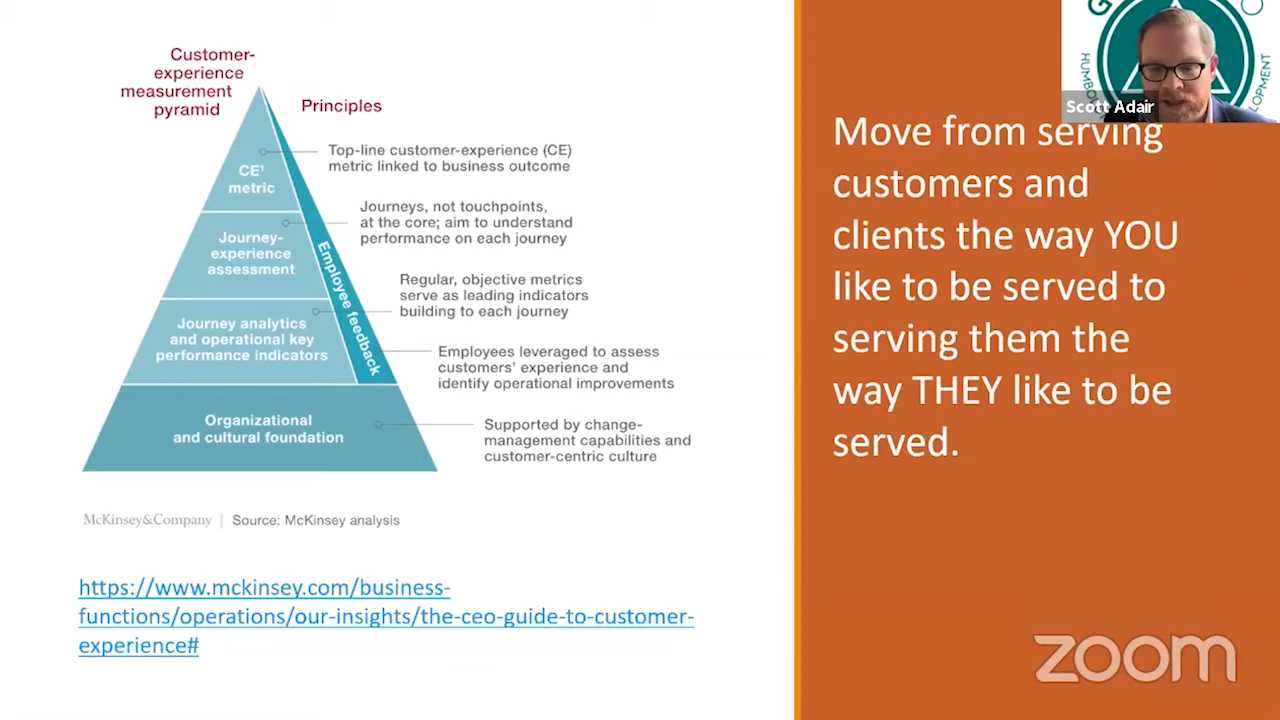 Customer-
experience
measurement
pyramid
Principles
CE¹
metric
Journey-
experience
assessment
Journey analytics
and operational key
performance indicators
Organizational
and cultural foundation
Employee feedback
Top-line customer-experience (CE)
metric linked to business outcome
Journeys, not touchpoints,
at the core; aim to understand
performance on each journey
Regular, objective metrics
serve as leading indicators
building to each journey
Employees leveraged to assess
customers’ experience and
identify operational improvements
Supported by change-
management capabilities and
customer-centric culture
McKinsey&Company | Source: McKinsey analysis
https://www.mckinsey.com/business-
functions/operations/our-insights/the-ceo-guide-to-customer-
experience#
Scott Adair
Move from serving
customers and
clients the way YOU
like to be served to
serving them the
way THEY like to be
served.
zoom